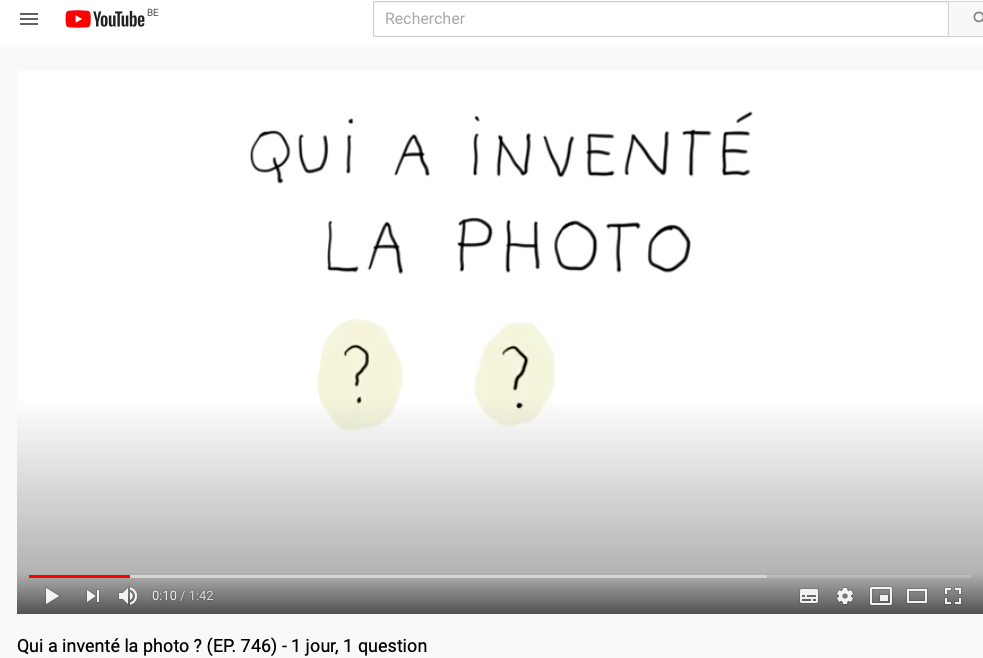 YouTube BE
Rechercher
QUI A INVENTÉ
LA PHOTO
? ?
0:10 / 1:42
Qui a inventé la photo ? (EP. 746) - 1 jour, 1 question